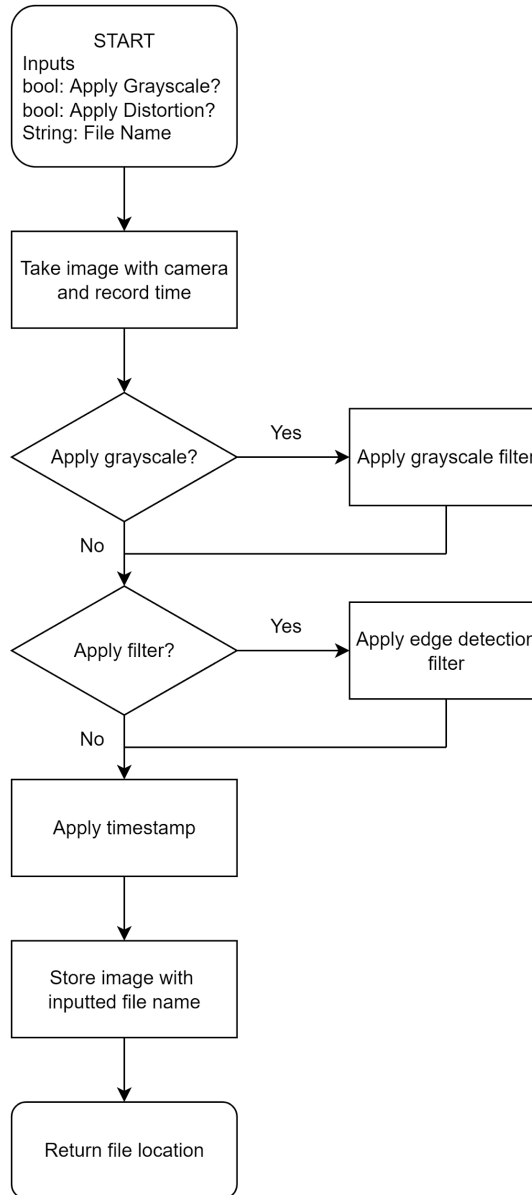 START
Inputs
bool: Apply Grayscale?
bool: Apply Distortion?
String: File Name
Take image with camera
and record time
Apply grayscale?
Yes
Apply grayscale filter
No
Apply filter?
Yes
Apply edge detection
filter
No
Apply timestamp
Store image with
inputted file name
Return file location